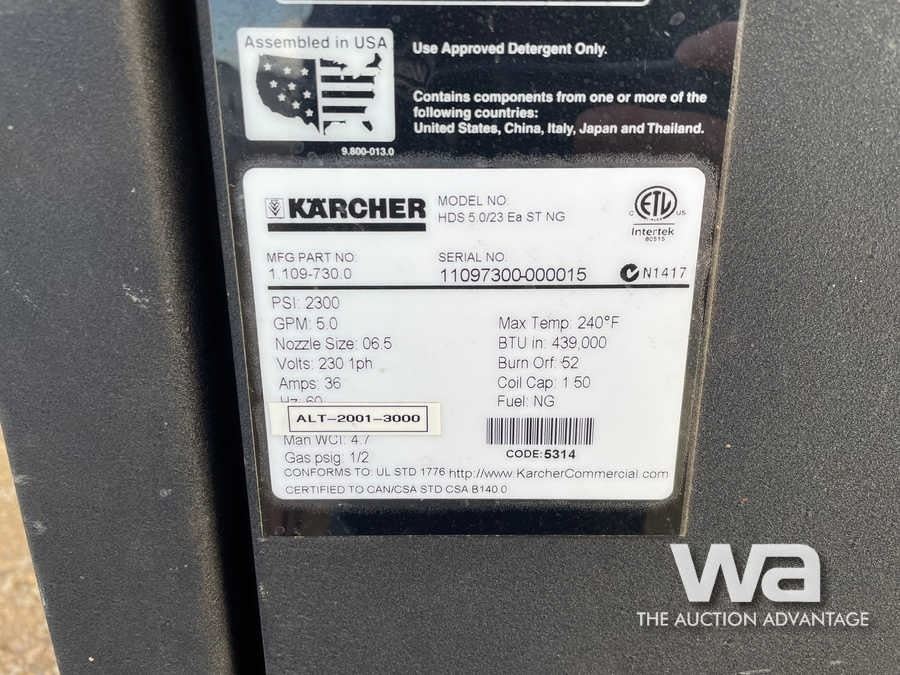 Assembled in USA
9.800-013.0
Use Approved Detergent Only.
Contains components from one or more of the
following countries:
United States, China, Italy, Japan and Thailand.
KÄRCHER
MODEL NO:
HDS 5.0/23 Ea ST NG
C ETL US
Intertek
MFG PART NO:
1.109-730.0
SERIAL NO.
11097300-000015
N1417
PSI: 2300
GPM: 5.0
Nozzle Size: 06.5
Volts: 230 1ph
Amps: 36
Hz: 60
ALT-2001-3000
Man WCI: 4.7
Gas psig: 1/2
Max Temp: 240°F
BTU in: 439,000
Burn Orf: 52
Coil Cap: 1.50
Fuel: NG
CODE: 5314
CONFORMS TO: UL STD 1776 http://www.KarcherCommercial.com
CERTIFIED TO CAN/CSA STD CSA B140.0
wa
THE AUCTION ADVANTAGE